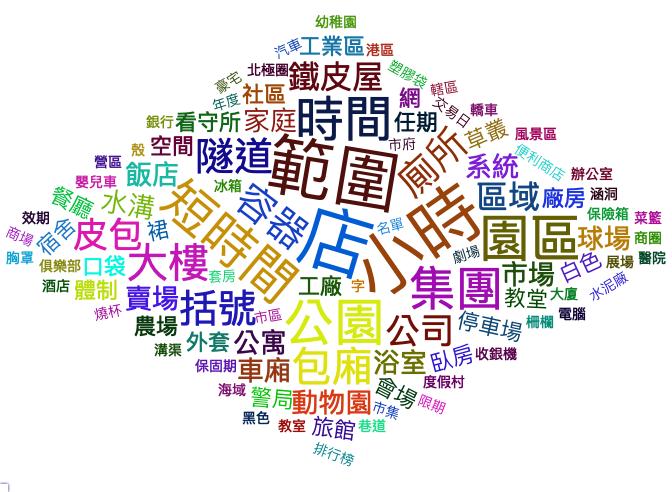 幼稚園
汽車
工業區
港區
北極圈
鐵皮屋
塑膠袋
豪宅
年度
社區
網
轄區
交易日
轎車
銀行
看守所
家庭
時間
任期
草叢
風景區
市府
殼
空間
隧道
範圍
廁所
系統
便利商店
辦公室
營區
飯店
嬰兒車
冰箱
容器
短時間
小時
區域
廠房
涵洞
保險箱
菜籃
餐廳
水溝
效期
宿舍
皮包
裙
店
名單
園區
球場
商圈
商場
胸罩
俱樂部
口袋
大樓
套房
劇場
集團
市場
白色
展場
醫院
酒店
體制
賣場
括號
工廠
字
教堂
大廈
水泥廠
燒杯
農場
市區
公園
公司
停車場
柵欄
電腦
溝渠
外套
公寓
包廂
浴室
臥房
收銀機
保固期
車廂
會場
度假村
海域
警局
動物園
市集
限期
黑色
教室
旅館
巷道
排行榜